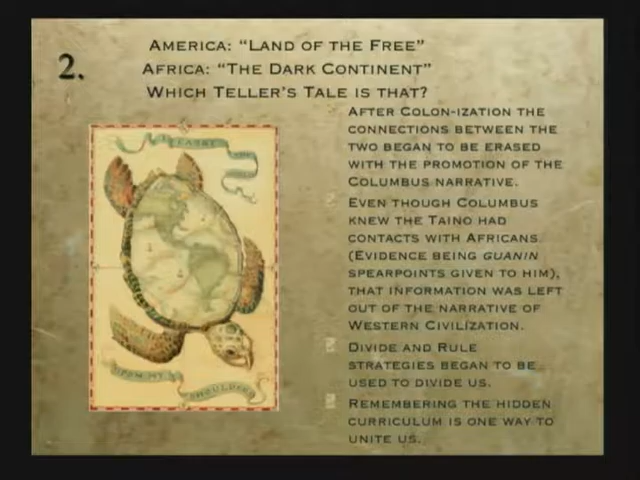 2.
AMERICA: "LAND OF THE FREE"
AFRICA: "THE DARK CONTINENT"
WHICH TELLER'S TALE IS THAT?
AFTER COLON-IZATION THE
CONNECTIONS BETWEEN THE
TWO BEGAN TO BE ERASED
WITH THE PROMOTION OF THE
COLUMBUS NARRATIVE.
EVEN THOUGH COLUMBUS
KNEW THE TAINO HAD
CONTACTS WITH AFRICANS.
(EVIDENCE BEING GUANIN
SPEARPOINTS GIVEN TO HIM),
THAT INFORMATION WAS LEFT
OUT OF THE NARRATIVE OF
WESTERN CIVILIZATION.
DIVIDE AND RULE
STRATEGIES BEGAN TO BE
USED TO DIVIDE US.
REMEMBERING THE HIDDEN
CURRICULUM IS ONE WAY TO
UNITE US.
I CARRY
UPON MY
SHOULDERS